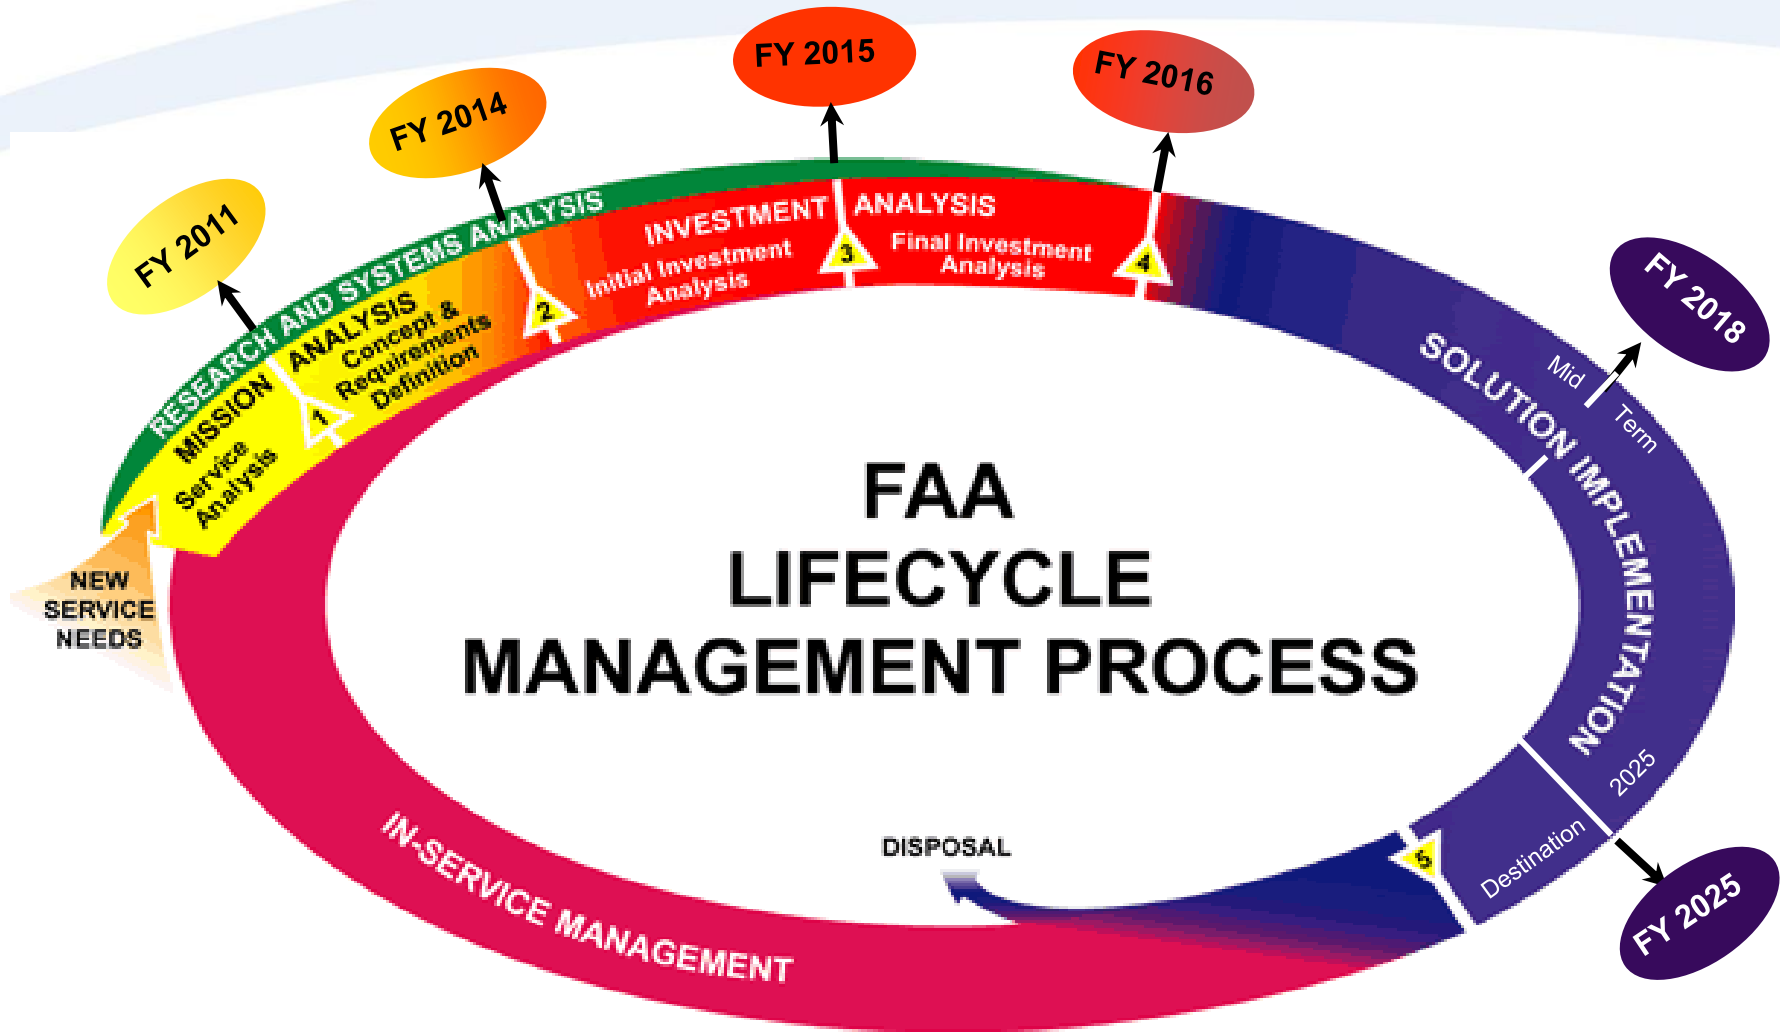 FY 2011
FY 2014
FY 2015
FY 2016
FY 2018
FY 2025
RESEARCH AND SYSTEMS ANALYSIS
MISSION ANALYSIS
Service
Analysis
1
Concept &
Requirements
Definition
2
INVESTMENT ANALYSIS
Initial Investment
Analysis
3
Final Investment
Analysis
4
SOLUTION IMPLEMENTATION
Mid
Term
2025
Destination
5
NEW
SERVICE
NEEDS
FAA
LIFECYCLE
MANAGEMENT PROCESS
DISPOSAL
IN-SERVICE MANAGEMENT